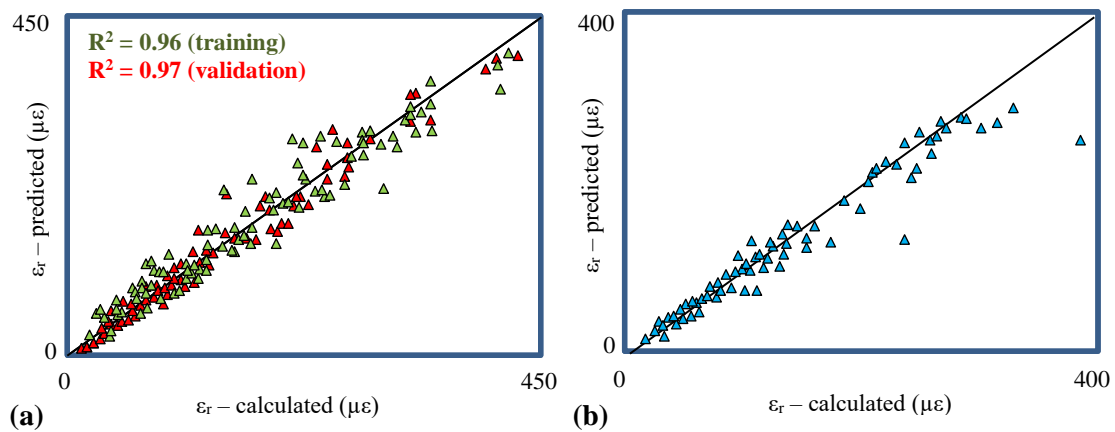 450
R² = 0.96 (training)
R² = 0.97 (validation)
εᵣ – predicted (με)
0
0
450
εᵣ – calculated (με)
(a)
400
εᵣ – predicted (με)
0
0
400
εᵣ – calculated (με)
(b)